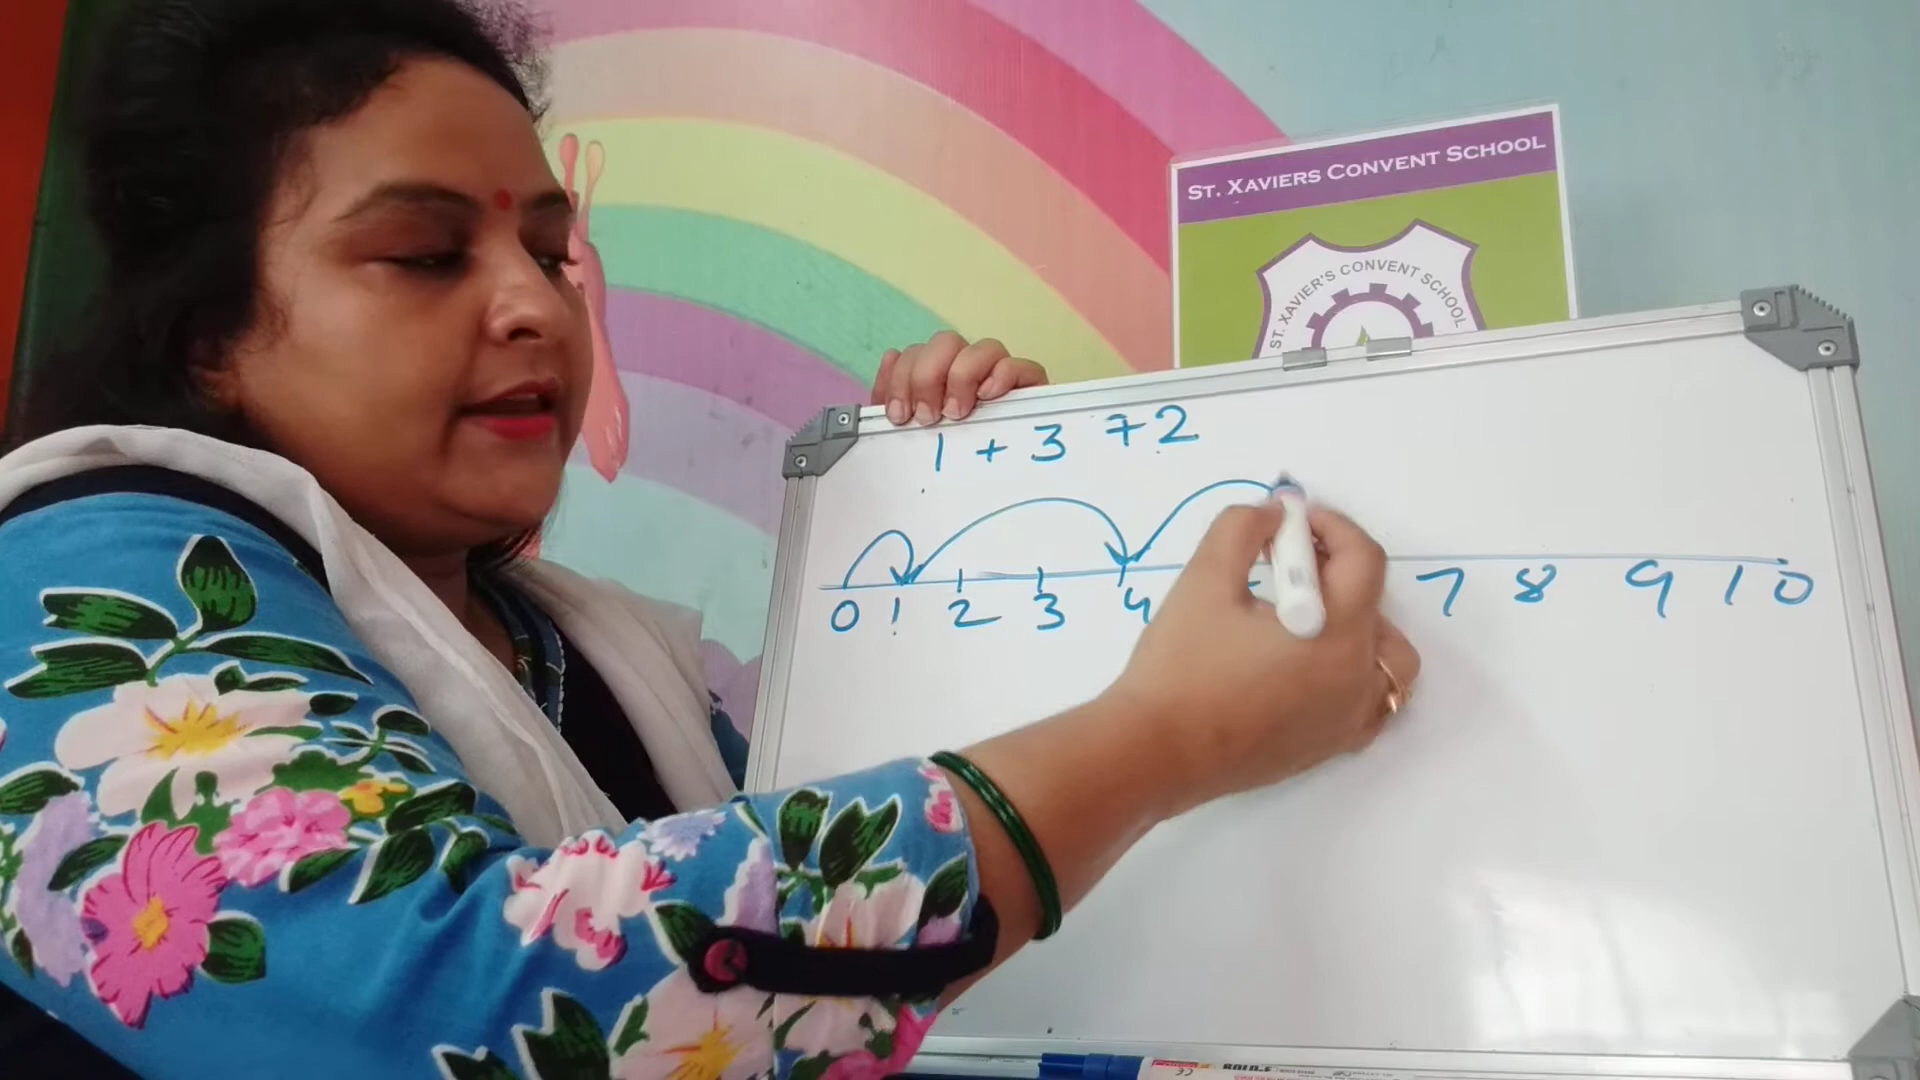 ST. XAVIERS CONVENT SCHOOL
ST. XAVIER'S CONVENT SCHOOL
1 + 3 + 2
0 1 2 3 4 7 8 9 10